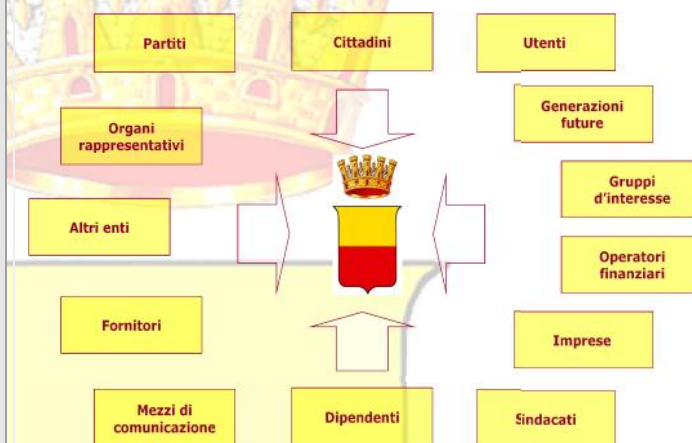 Partiti
Cittadini
Utenti
Organi
rappresentativi
Generazioni
future
Altri enti
Gruppi
d'interesse
Operatori
finanziari
Fornitori
Imprese
Mezzi di
comunicazione
Dipendenti
Sindacati